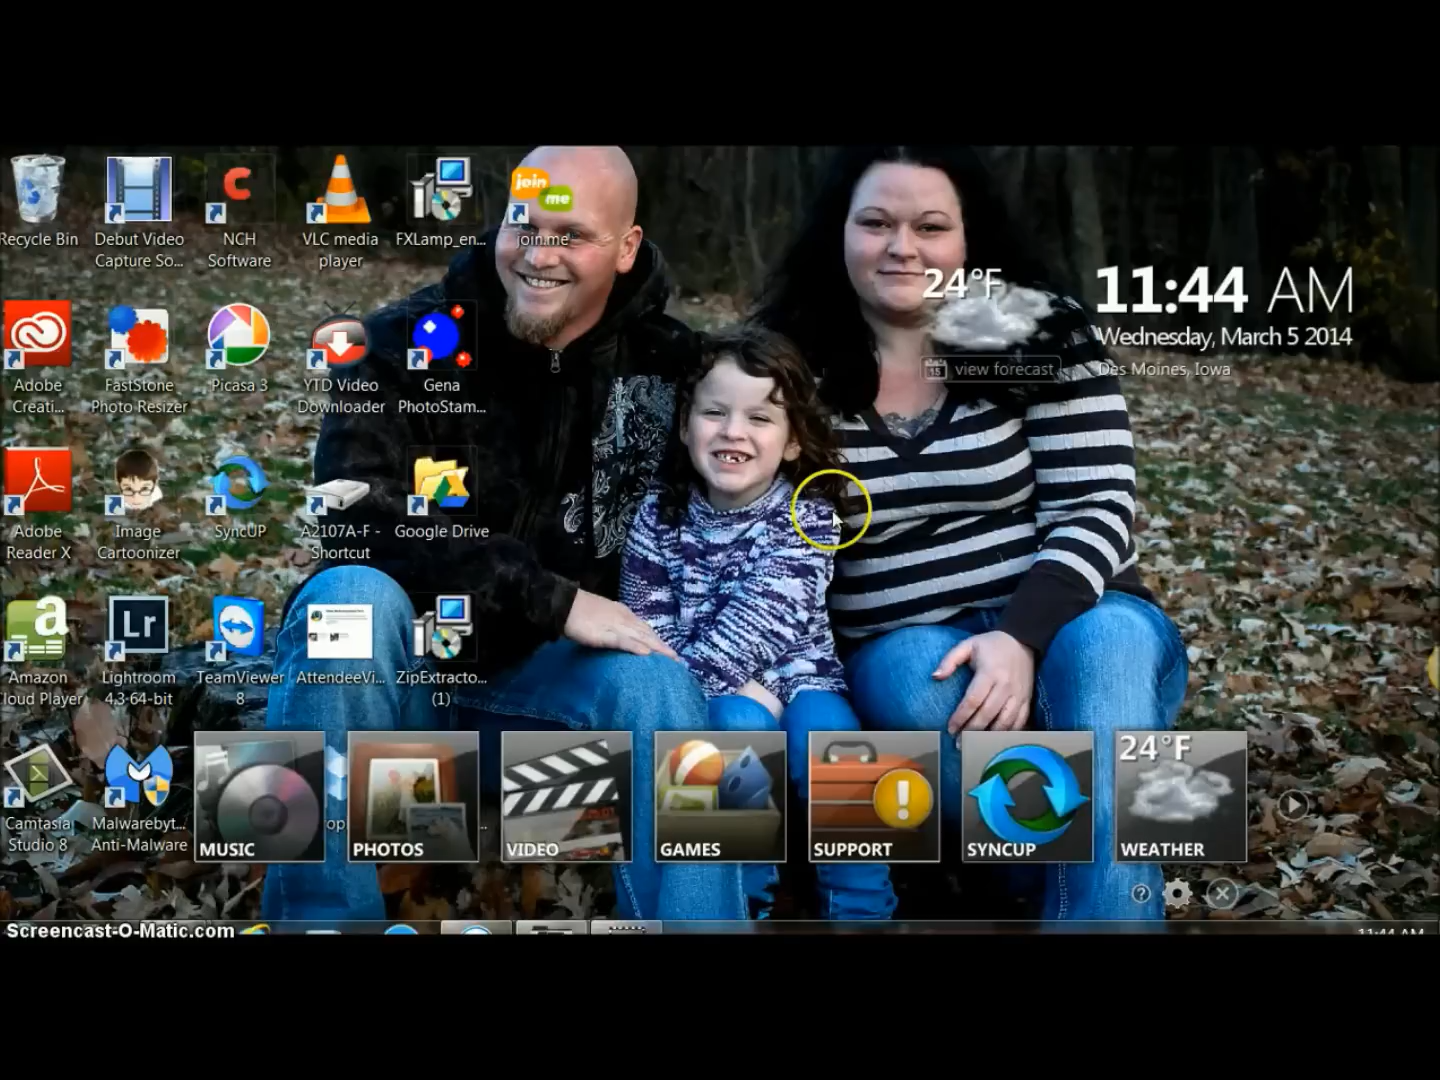 Recycle Bin
Debut Video
Capture So...
NCH
Software
VLC media
player
FXLamp_en...
join
me
join.me
Adobe
Creati...
FastStone
Photo Resizer
Picasa 3
YTD Video
Downloader
Gena
PhotoStam...
24°F
15
view forecast
11:44 AM
Wednesday, March 5 2014
Des Moines, Iowa
Adobe
Reader X
Image
Cartoonizer
SyncUP
A2107A-F -
Shortcut
Google Drive
a
Amazon
loud Player
Lr
Lightroom
4.3 64-bit
TeamViewer
8
AttendeeVi...
ZipExtracto...
(1)
Camtasia
Studio 8
Malwarebyt...
Anti-Malware
MUSIC
PHOTOS
VIDEO
GAMES
SUPPORT
SYNCUP
24°F
WEATHER
Screencast-O-Matic.com
11:44 AM